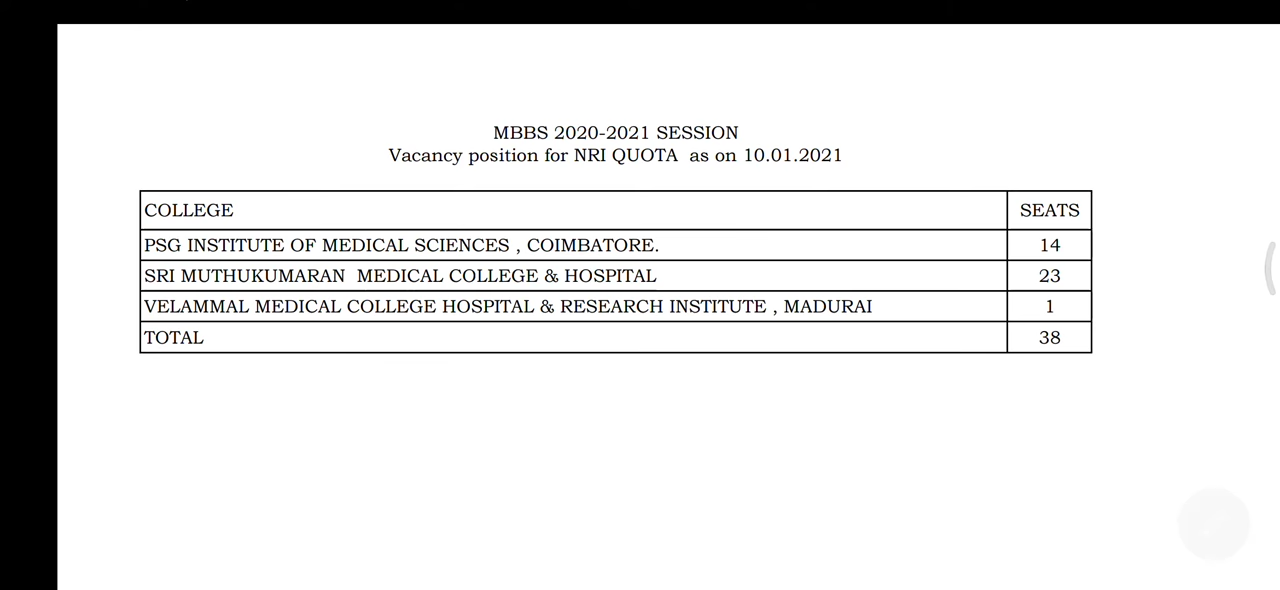 MBBS 2020-2021 SESSION
Vacancy position for NRI QUOTA as on 10.01.2021
COLLEGE SEATS
PSG INSTITUTE OF MEDICAL SCIENCES , COIMBATORE. 14
SRI MUTHUKUMARAN MEDICAL COLLEGE & HOSPITAL 23
VELAMMAL MEDICAL COLLEGE HOSPITAL & RESEARCH INSTITUTE , MADURAI 1
TOTAL 38